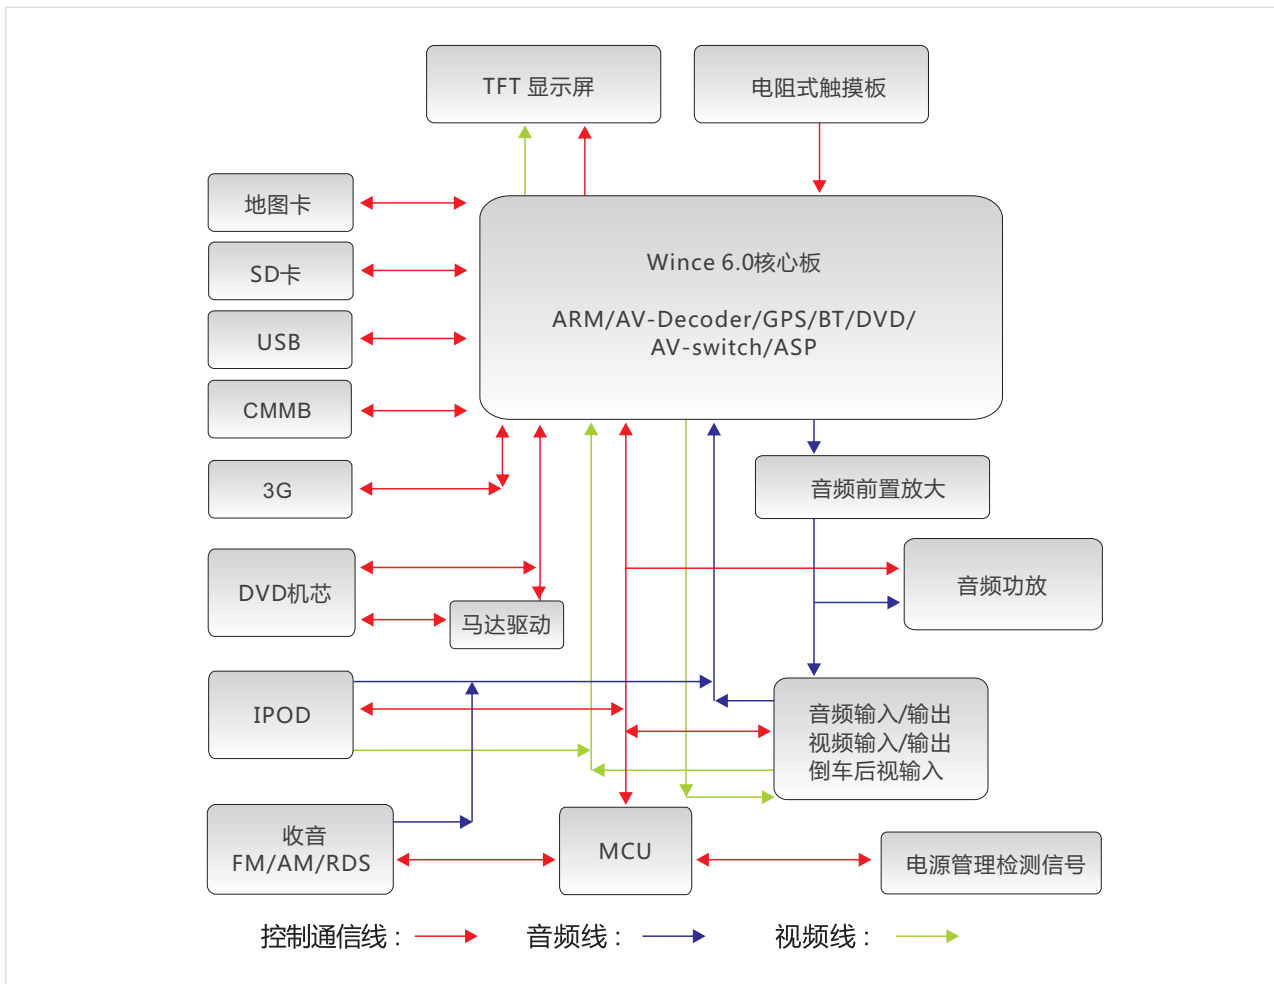 TFT 显示屏
电阻式触摸板
地图卡
SD卡
USB
CMMB
3G
DVD机芯
马达驱动
IPOD
收音
FM/AM/RDS
Wince 6.0核心板
ARM/AV-Decoder/GPS/BT/DVD/
AV-switch/ASP
音频前置放大
音频功放
音频输入/输出
视频输入/输出
倒车后视输入
MCU
电源管理检测信号
控制通信线：
音频线：
视频线：